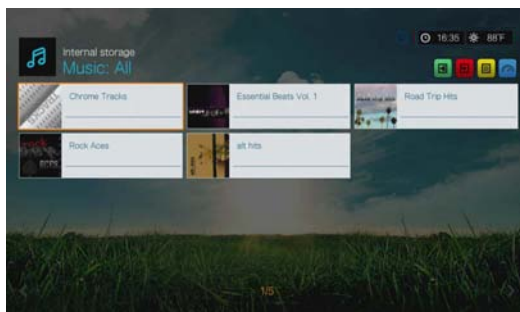 16:35 88°F
Internal storage
Music: All
Chrome Tracks
Essential Beats Vol. 1
Road Trip Hits
Rock Aces
alt hits
1/5